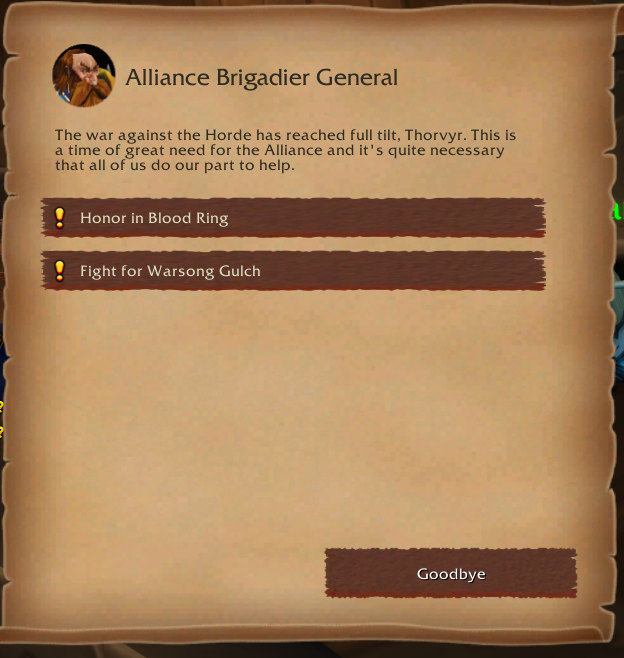 Alliance Brigadier General
The war against the Horde has reached full tilt, Thorvyr. This is
a time of great need for the Alliance and it's quite necessary
that all of us do our part to help.
Honor in Blood Ring
Fight for Warsong Gulch
Goodbye